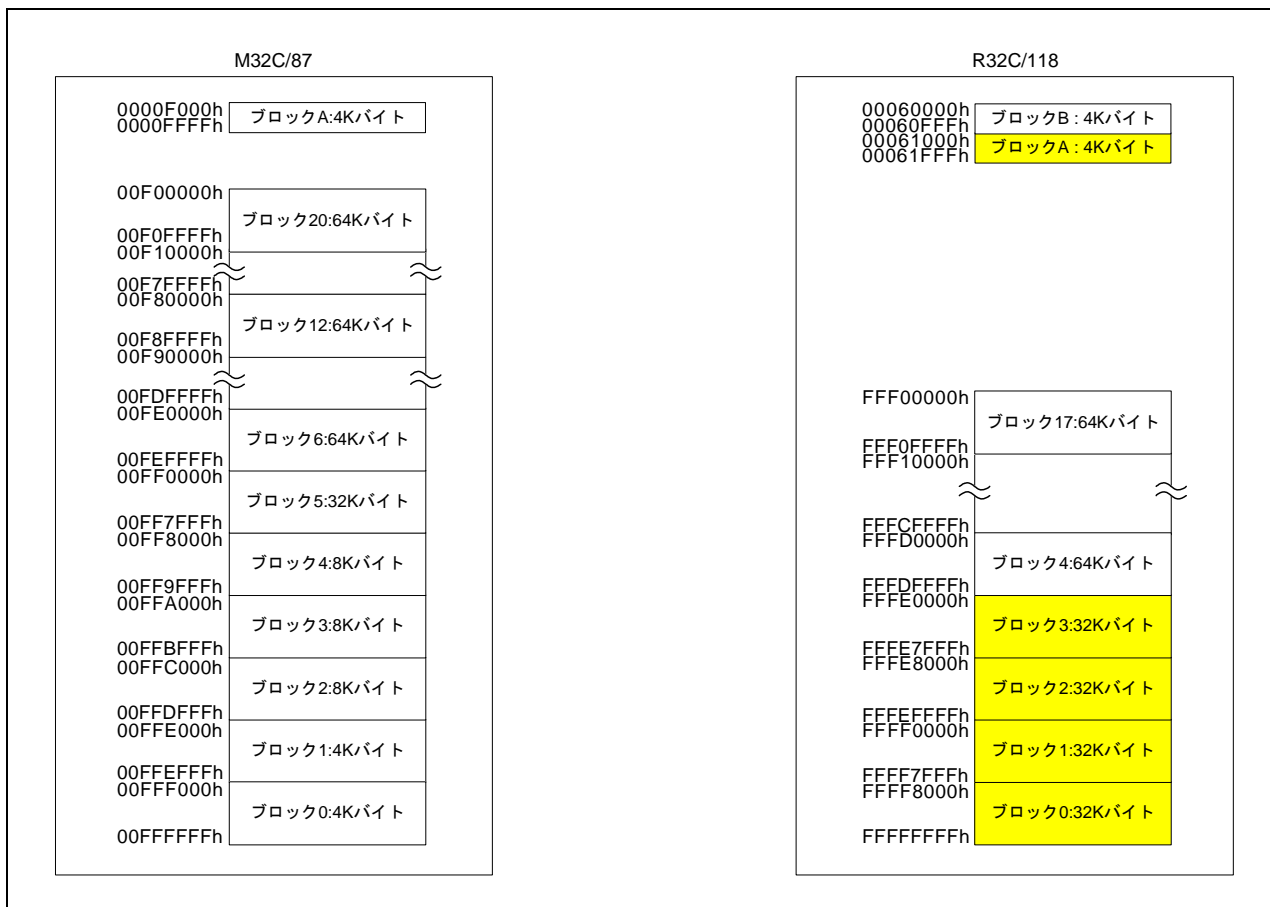 M32C/87
0000F000h
0000FFFFh
ブロックA:4Kバイト
00F00000h
ブロック20:64Kバイト
00F0FFFFh
00F10000h
00F7FFFFh
00F80000h
ブロック12:64Kバイト
00F8FFFFh
00F90000h
00FDFFFFh
00FE0000h
ブロック6:64Kバイト
00FEFFFFh
00FF0000h
ブロック5:32Kバイト
00FF7FFFh
00FF8000h
ブロック4:8Kバイト
00FF9FFFh
00FFA000h
ブロック3:8Kバイト
00FFBFFFh
00FFC000h
ブロック2:8Kバイト
00FFDFFFh
00FFE000h
ブロック1:4Kバイト
00FFEFFFh
00FFF000h
ブロック0:4Kバイト
00FFFFFFh
R32C/118
00060000h
00060FFFh
ブロックB : 4Kバイト
00061000h
00061FFFh
ブロックA : 4Kバイト
FFF00000h
ブロック17:64Kバイト
FFF0FFFFh
FFF10000h
FFFCFFFFh
FFFD0000h
ブロック4:64Kバイト
FFFDFFFFh
FFFE0000h
ブロック3:32Kバイト
FFFE7FFFh
FFFE8000h
ブロック2:32Kバイト
FFFEFFFFh
FFFF0000h
ブロック1:32Kバイト
FFFF7FFFh
FFFF8000h
ブロック0:32Kバイト
FFFFFFFFh